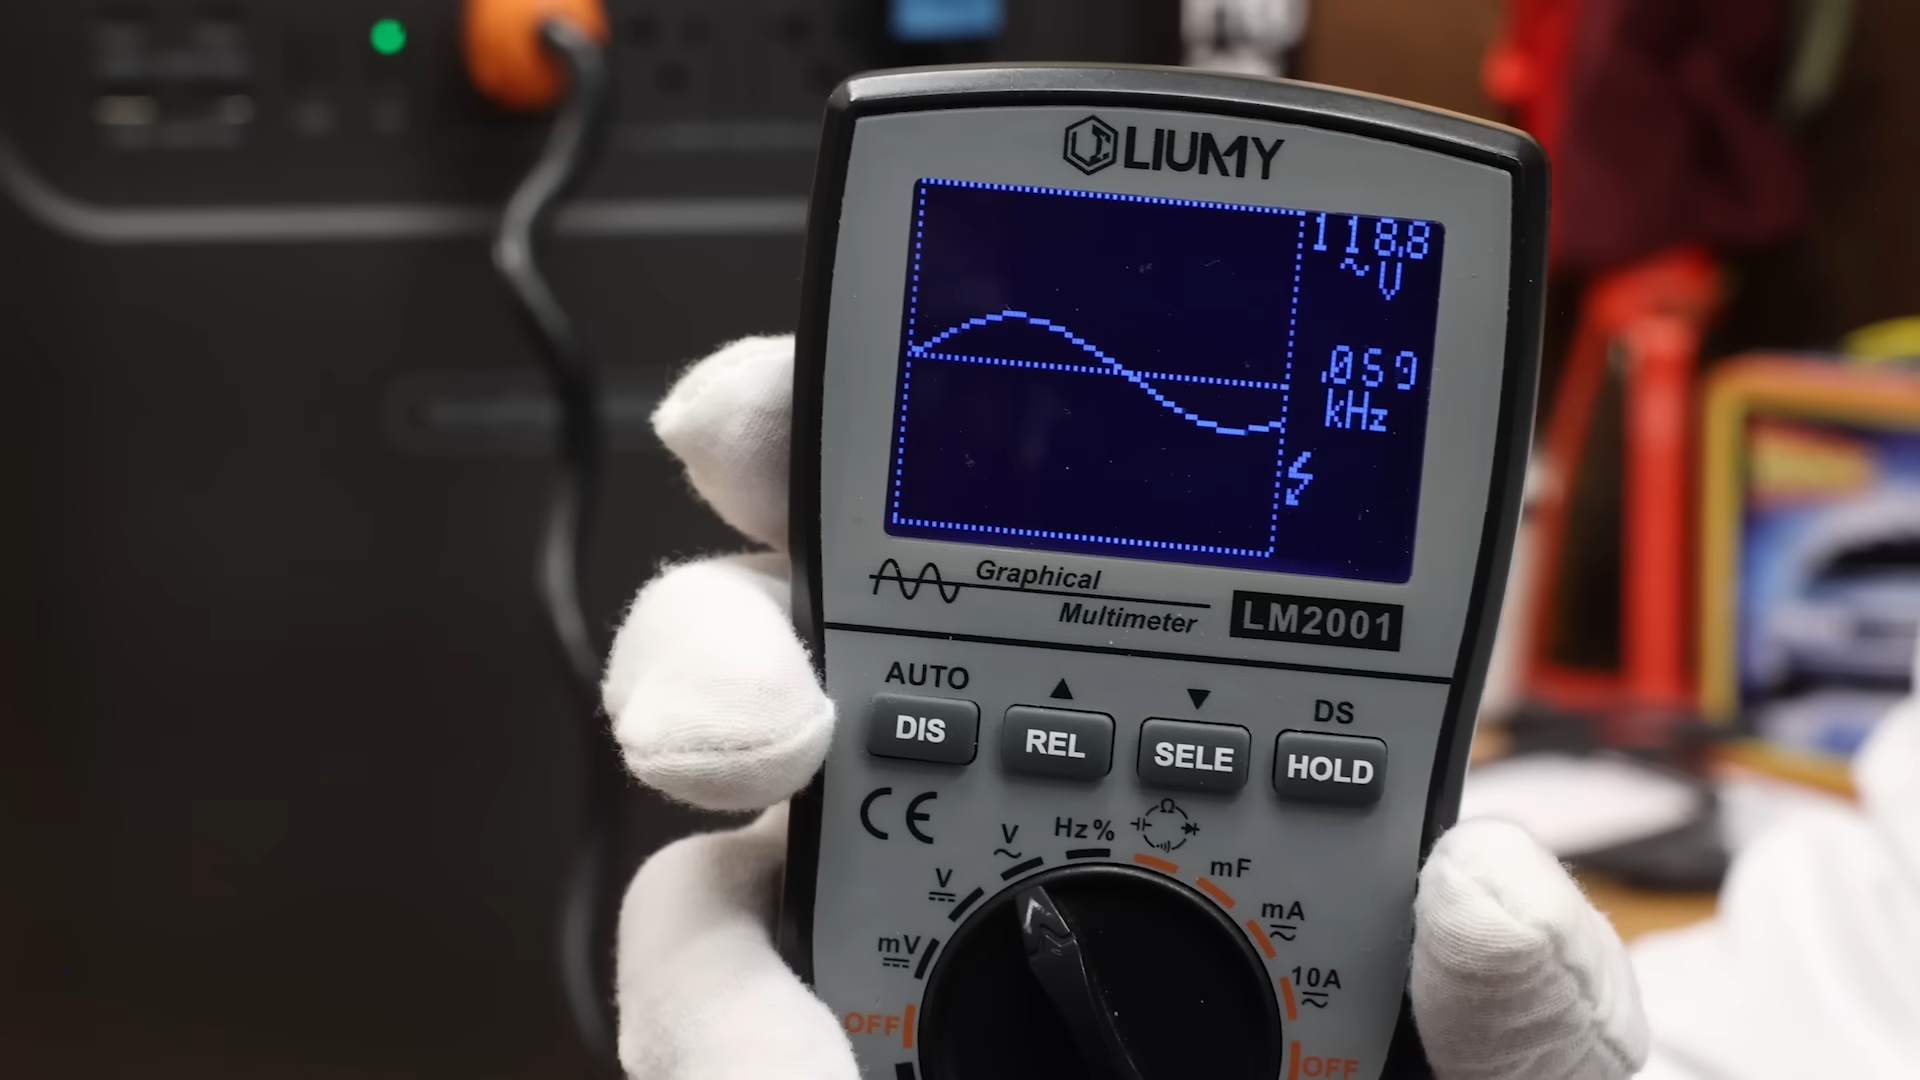 LIUMY
118.8
~V
.059
kHz
Graphical
Multimeter
LM2001
AUTO
DIS
▲
REL
▼
SELE
DS
HOLD
CE
V
Hz%
Ω
mF
V
mA
mV
10A
OFF
OFF